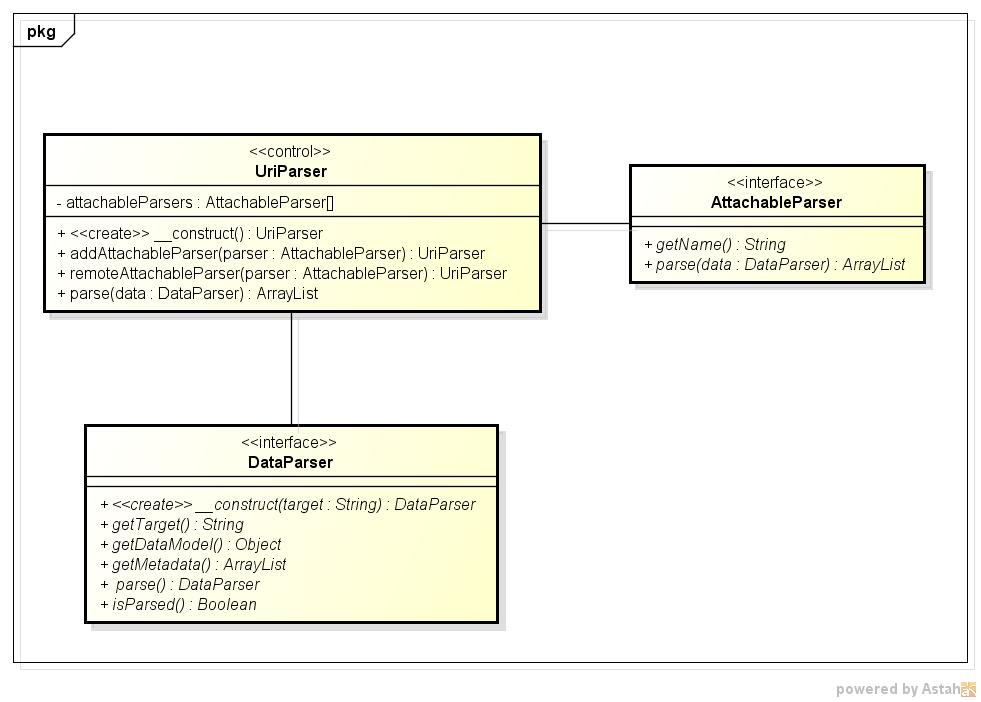 pkg
<<control>>
UriParser
- attachableParsers : AttachableParser[]
+ <<create>> __construct() : UriParser
+ addAttachableParser(parser : AttachableParser) : UriParser
+ remoteAttachableParser(parser : AttachableParser) : UriParser
+ parse(data : DataParser) : ArrayList
<<interface>>
AttachableParser
+ getName() : String
+ parse(data : DataParser) : ArrayList
<<interface>>
DataParser
+ <<create>> __construct(target : String) : DataParser
+ getTarget() : String
+ getDataModel() : Object
+ getMetadata() : ArrayList
+ parse() : DataParser
+ isParsed() : Boolean
powered by Astah